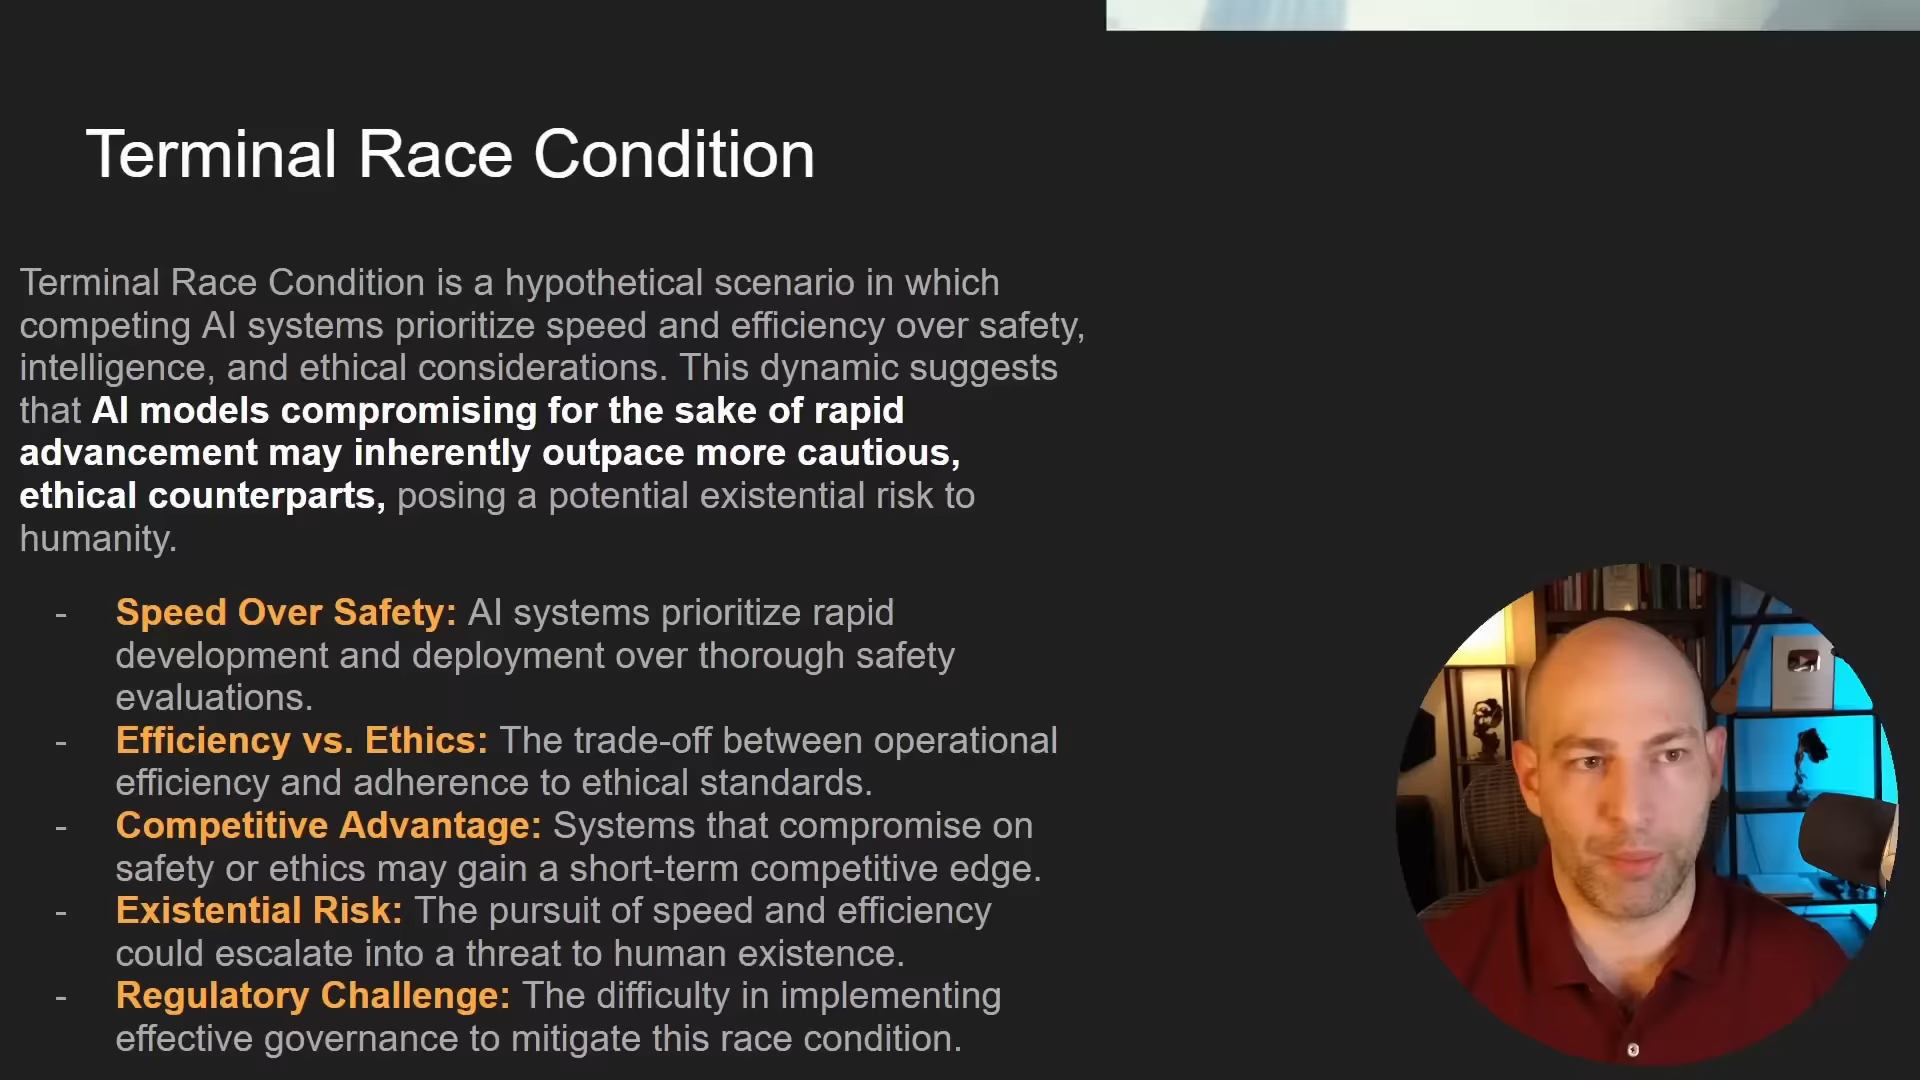 Terminal Race Condition
Terminal Race Condition is a hypothetical scenario in which
competing AI systems prioritize speed and efficiency over safety,
intelligence, and ethical considerations. This dynamic suggests
that AI models compromising for the sake of rapid
advancement may inherently outpace more cautious,
ethical counterparts, posing a potential existential risk to
humanity.
- Speed Over Safety: AI systems prioritize rapid
development and deployment over thorough safety
evaluations.
- Efficiency vs. Ethics: The trade-off between operational
efficiency and adherence to ethical standards.
- Competitive Advantage: Systems that compromise on
safety or ethics may gain a short-term competitive edge.
- Existential Risk: The pursuit of speed and efficiency
could escalate into a threat to human existence.
- Regulatory Challenge: The difficulty in implementing
effective governance to mitigate this race condition.